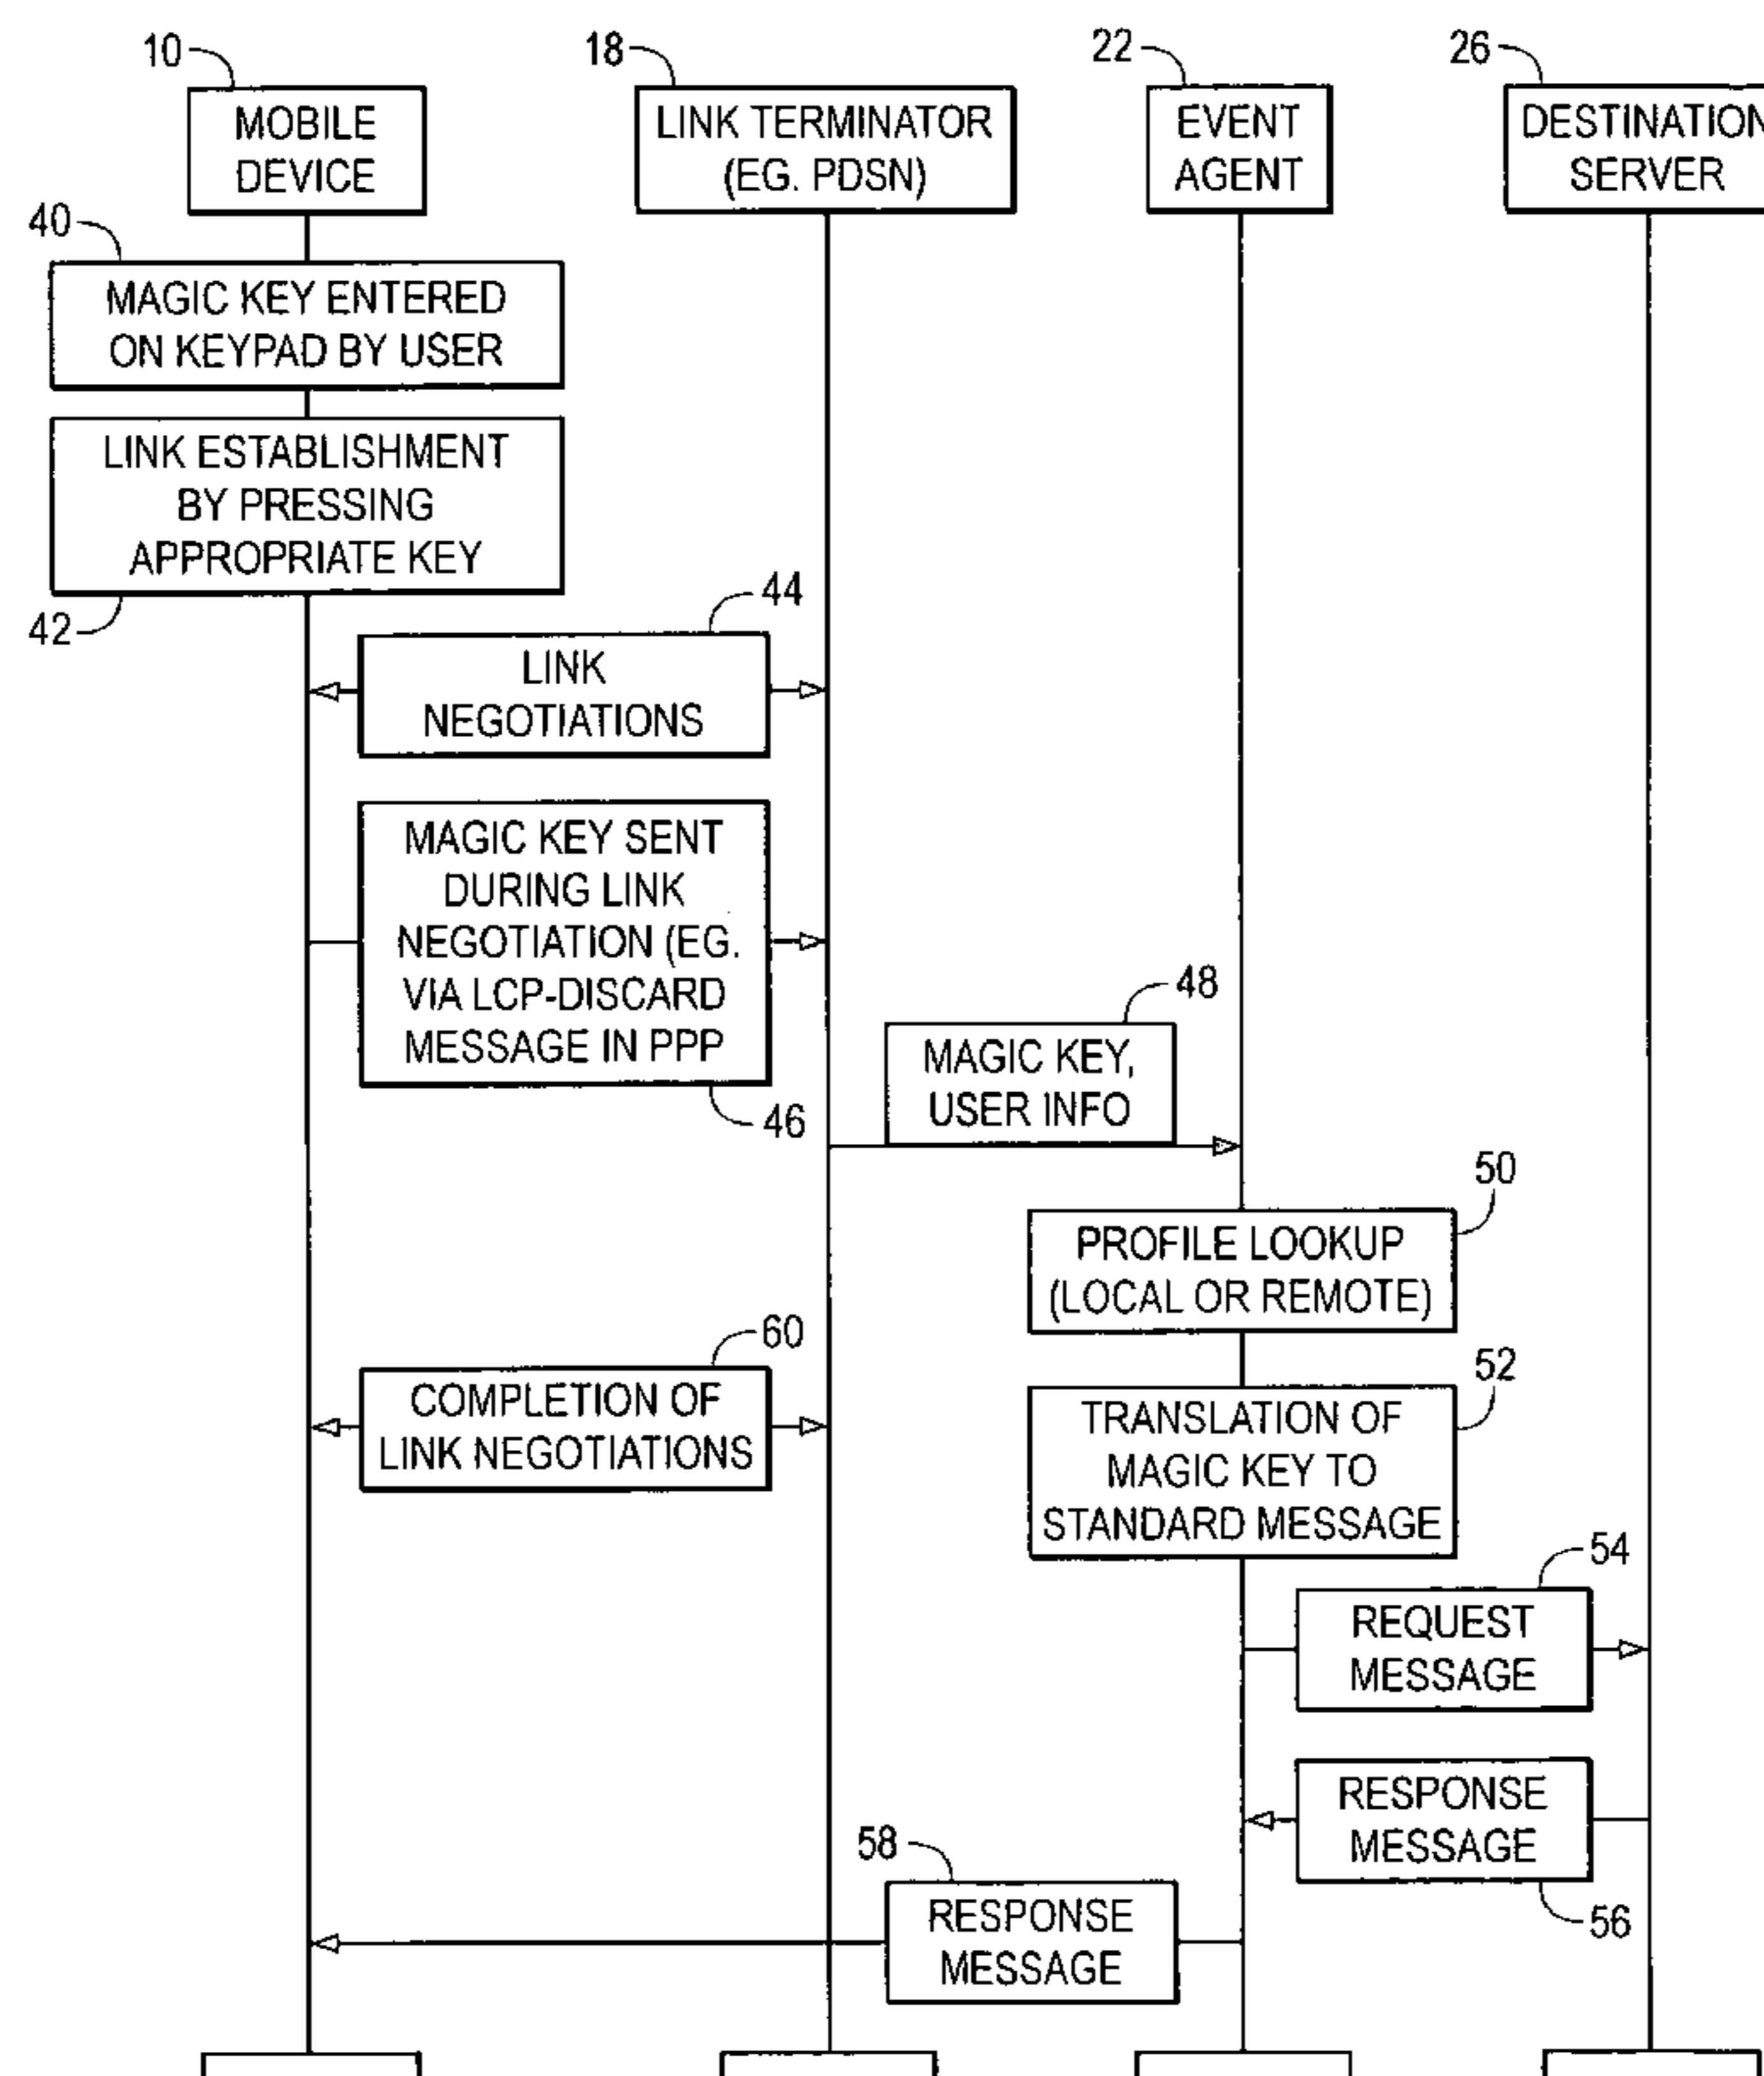 10
18
22
26
MOBILE
DEVICE
LINK TERMINATOR
(EG. PDSN)
EVENT
AGENT
DESTINATION
SERVER
40
MAGIC KEY ENTERED
ON KEYPAD BY USER
LINK ESTABLISHMENT
BY PRESSING
APPROPRIATE KEY
42
44
LINK
NEGOTIATIONS
MAGIC KEY SENT
DURING LINK
NEGOTIATION (EG.
VIA LCP-DISCARD
MESSAGE IN PPP
46
48
MAGIC KEY,
USER INFO
50
PROFILE LOOKUP
(LOCAL OR REMOTE)
60
COMPLETION OF
LINK NEGOTIATIONS
52
TRANSLATION OF
MAGIC KEY TO
STANDARD MESSAGE
54
REQUEST
MESSAGE
RESPONSE
MESSAGE
56
58
RESPONSE
MESSAGE